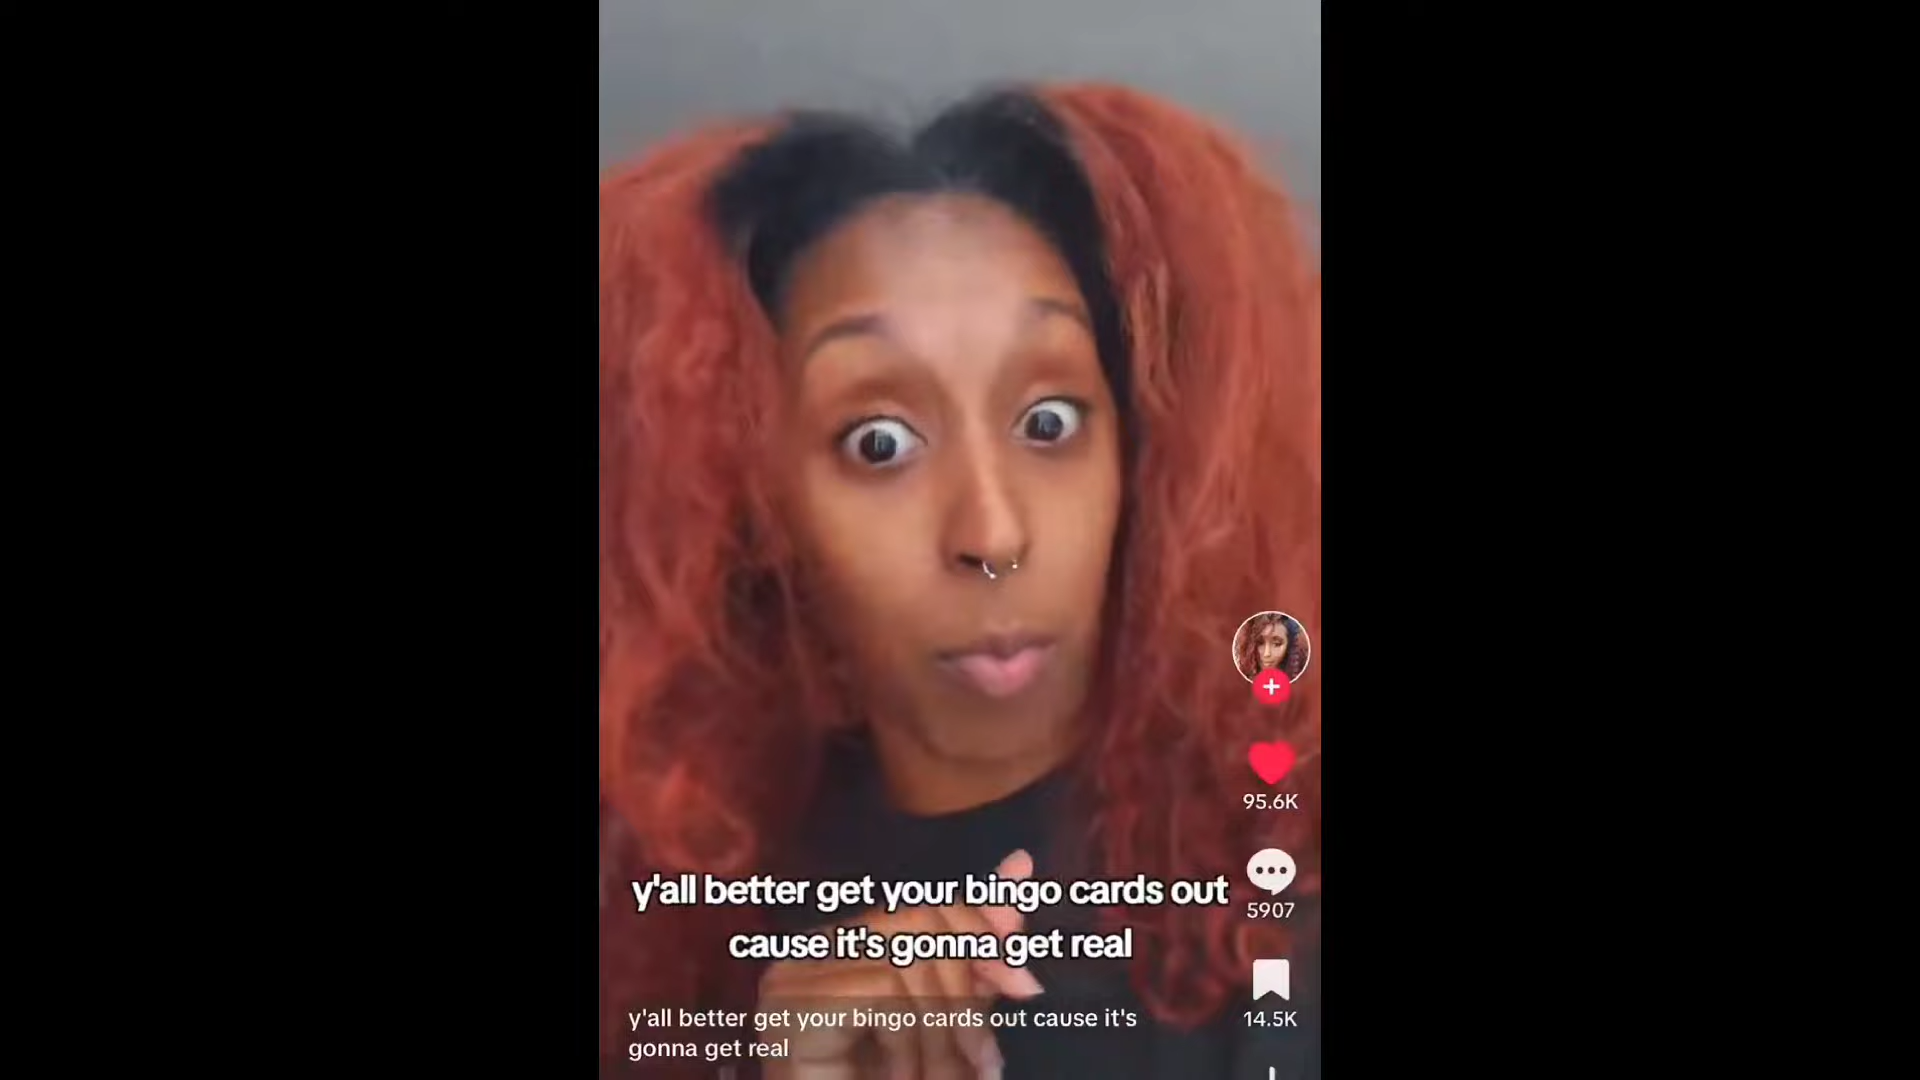 95.6K
y'all better get your bingo cards out
cause it's gonna get real
5907
14.5K
y'all better get your bingo cards out cause it's
gonna get real